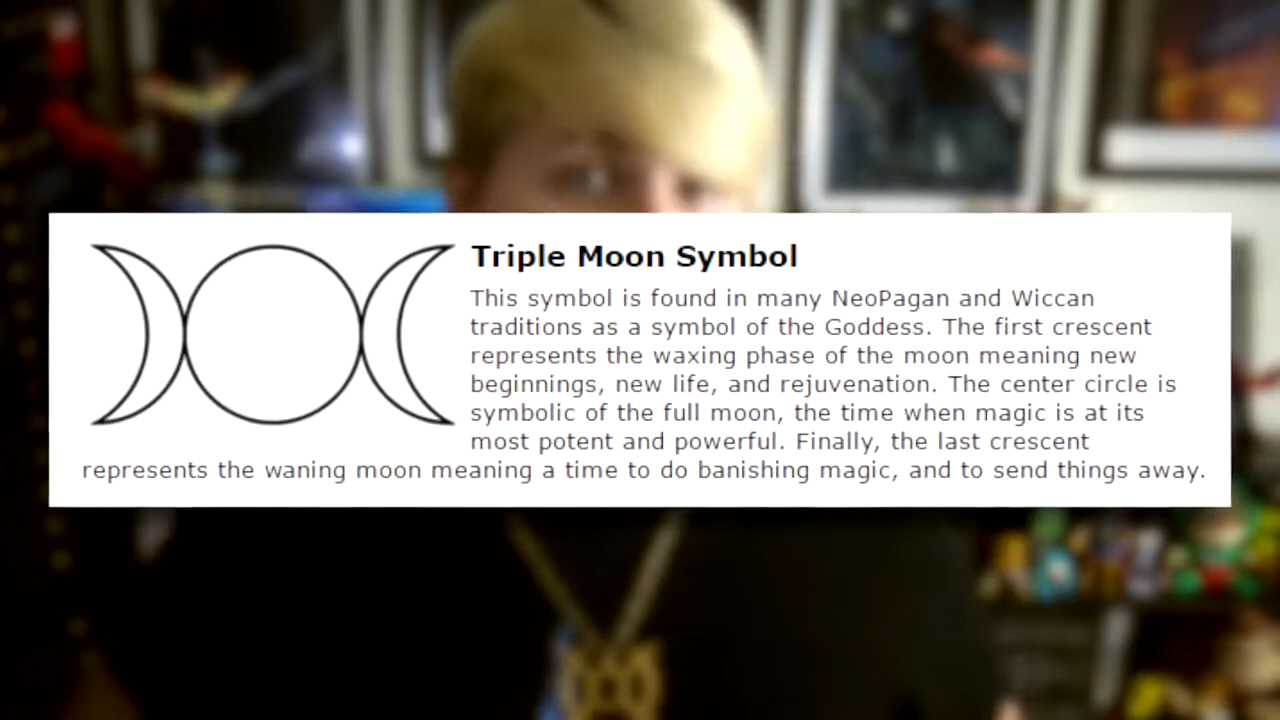 Triple Moon Symbol
This symbol is found in many NeoPagan and Wiccan
traditions as a symbol of the Goddess. The first crescent
represents the waxing phase of the moon meaning new
beginnings, new life, and rejuvenation. The center circle is
symbolic of the full moon, the time when magic is at its
most potent and powerful. Finally, the last crescent
represents the waning moon meaning a time to do banishing magic, and to send things away.